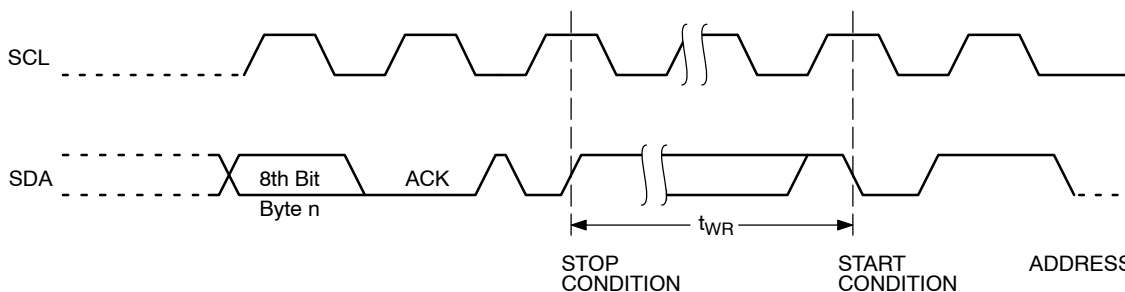 SCL
SDA
8th Bit
ACK
Byte n
tWR
STOP
CONDITION
START
CONDITION
ADDRESS